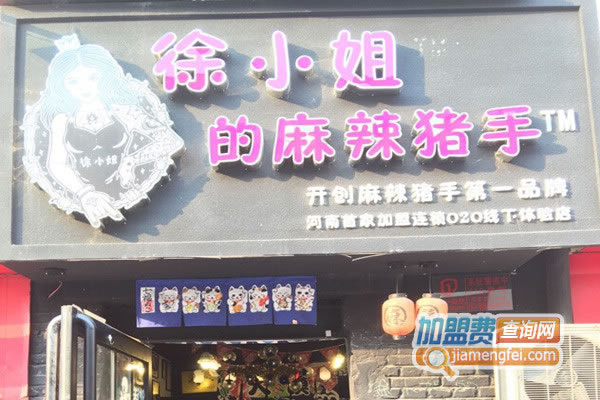 徐小姐
的麻辣猪手TM
徐小姐
开创麻辣猪手第一品牌
河南首家加盟连锁O2O线下体验店
加盟费查询网
jiamengfei.com